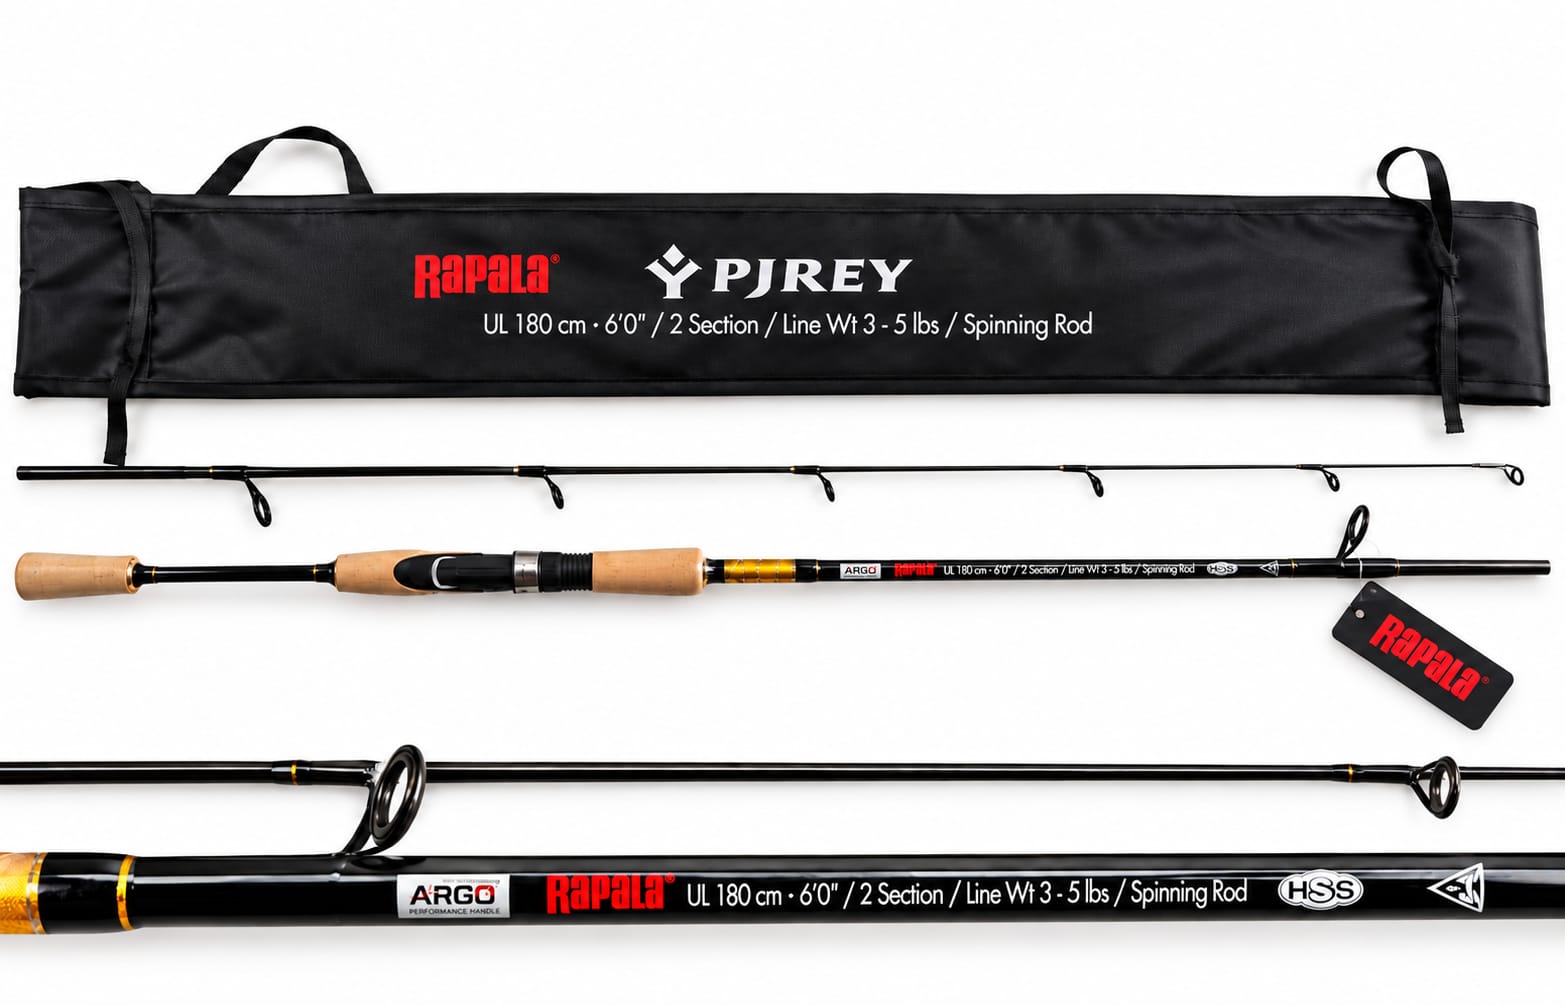 Rapala® PJREY
UL 180 cm · 6'0" / 2 Section / Line Wt 3 - 5 lbs / Spinning Rod
ARGO Rapala® UL 180 cm · 6'0" / 2 Section / Line Wt 3 - 5 lbs / Spinning Rod HSS
Rapala®
ARGO Rapala® UL 180 cm · 6'0" / 2 Section / Line Wt 3 - 5 lbs / Spinning Rod HSS
PERFORMANCE HANDLE